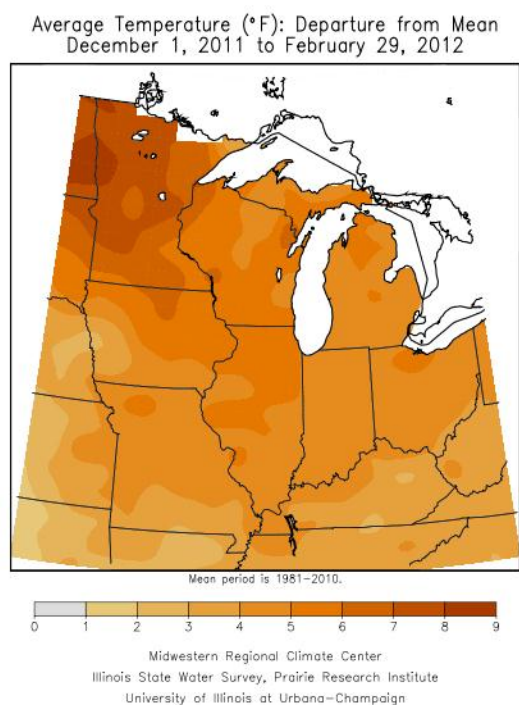 Average Temperature (°F): Departure from Mean
December 1, 2011 to February 29, 2012
Mean period is 1981-2010.
0 1 2 3 4 5 6 7 8 9
Midwestern Regional Climate Center
Illinois State Water Survey, Prairie Research Institute
University of Illinois at Urbana-Champaign